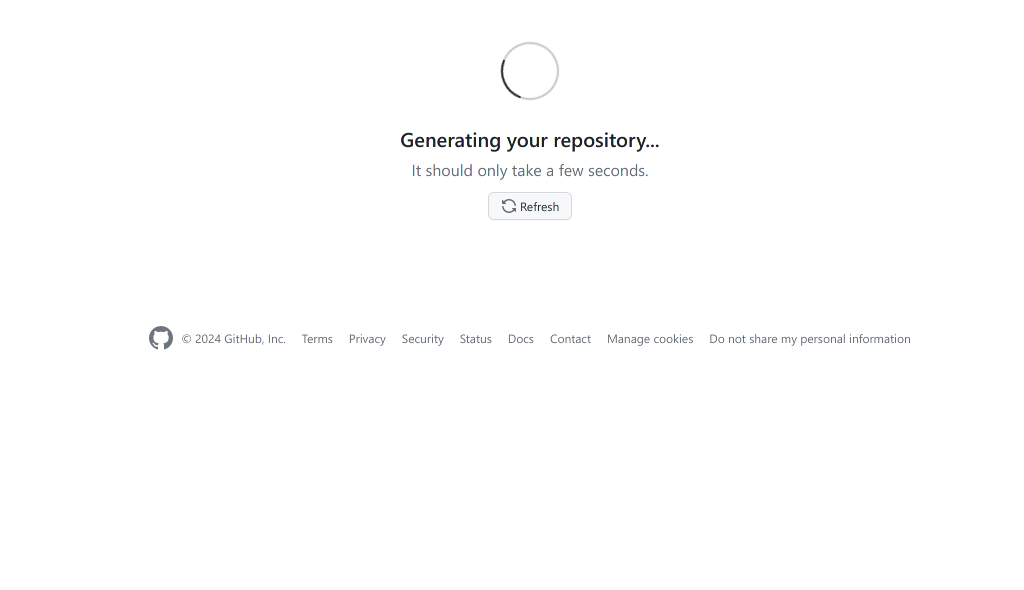 Generating your repository...
It should only take a few seconds.
Refresh
© 2024 GitHub, Inc. Terms Privacy Security Status Docs Contact Manage cookies Do not share my personal information